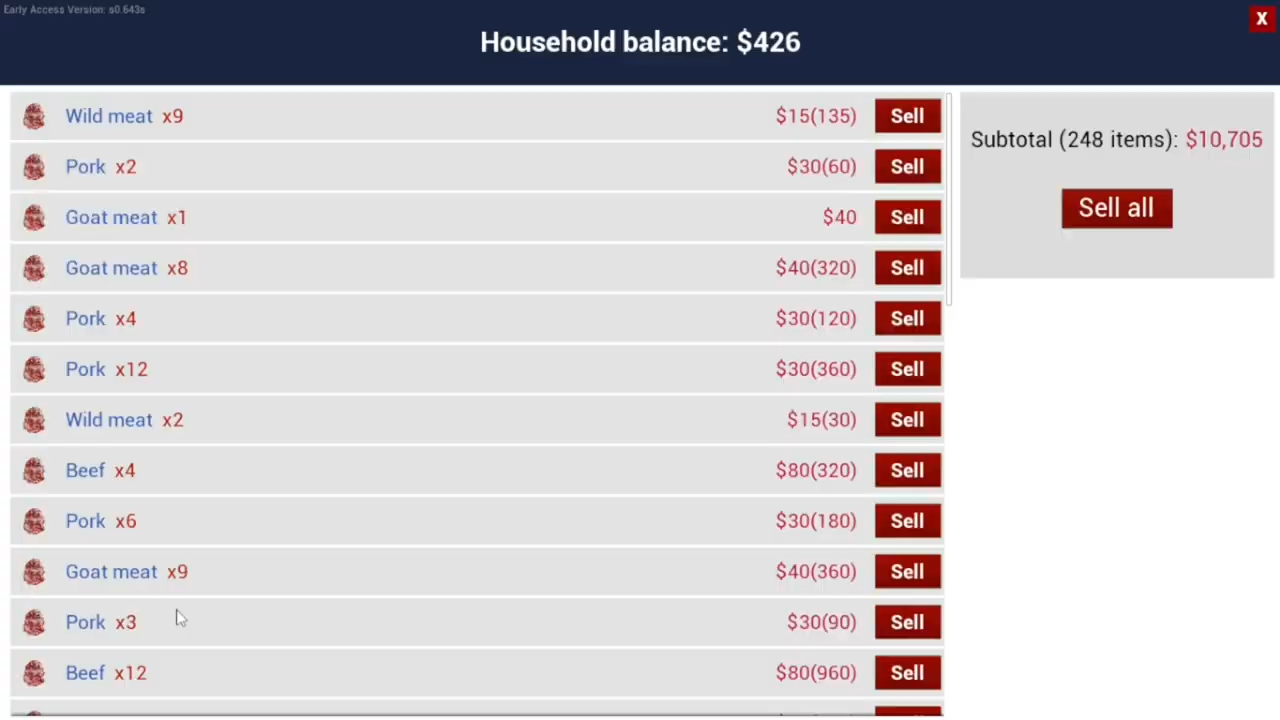 Early Access Version: s0.643s
Household balance: $426
X
Wild meat x9 $15(135) Sell
Pork x2 $30(60) Sell
Goat meat x1 $40 Sell
Goat meat x8 $40(320) Sell
Pork x4 $30(120) Sell
Pork x12 $30(360) Sell
Wild meat x2 $15(30) Sell
Beef x4 $80(320) Sell
Pork x6 $30(180) Sell
Goat meat x9 $40(360) Sell
Pork x3 $30(90) Sell
Beef x12 $80(960) Sell
Subtotal (248 items): $10,705
Sell all